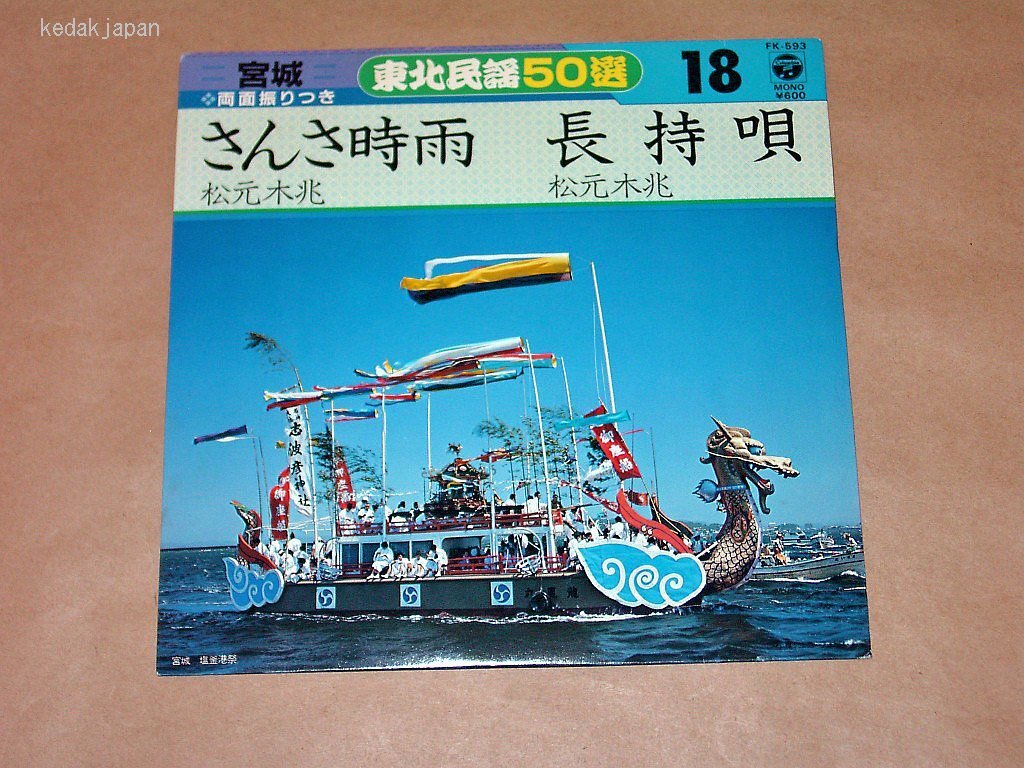 kedakjapan
宮城
東北民謡50選
18
FK-593
MONO
¥600
両面振りつき
さんさ時雨
長持唄
松元木兆
松元木兆
志波彦神社
御座船
宮城 塩釜港祭